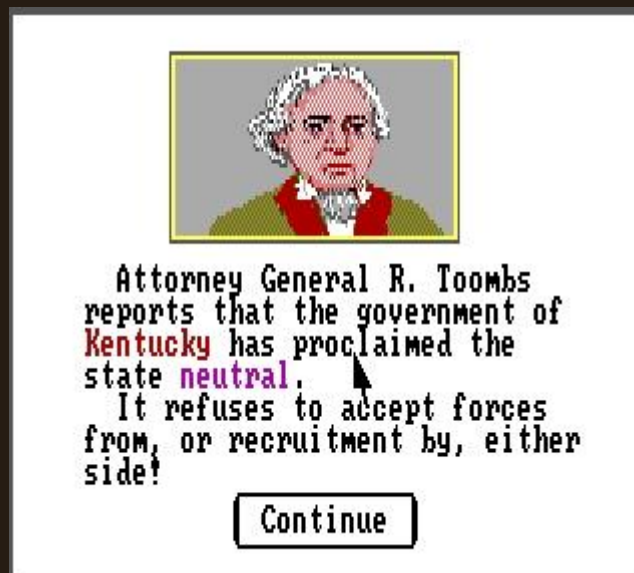 Attorney General R. Toombs
reports that the government of
Kentucky has proclaimed the
state neutral.
It refuses to accept forces
from, or recruitment by, either
side!
Continue